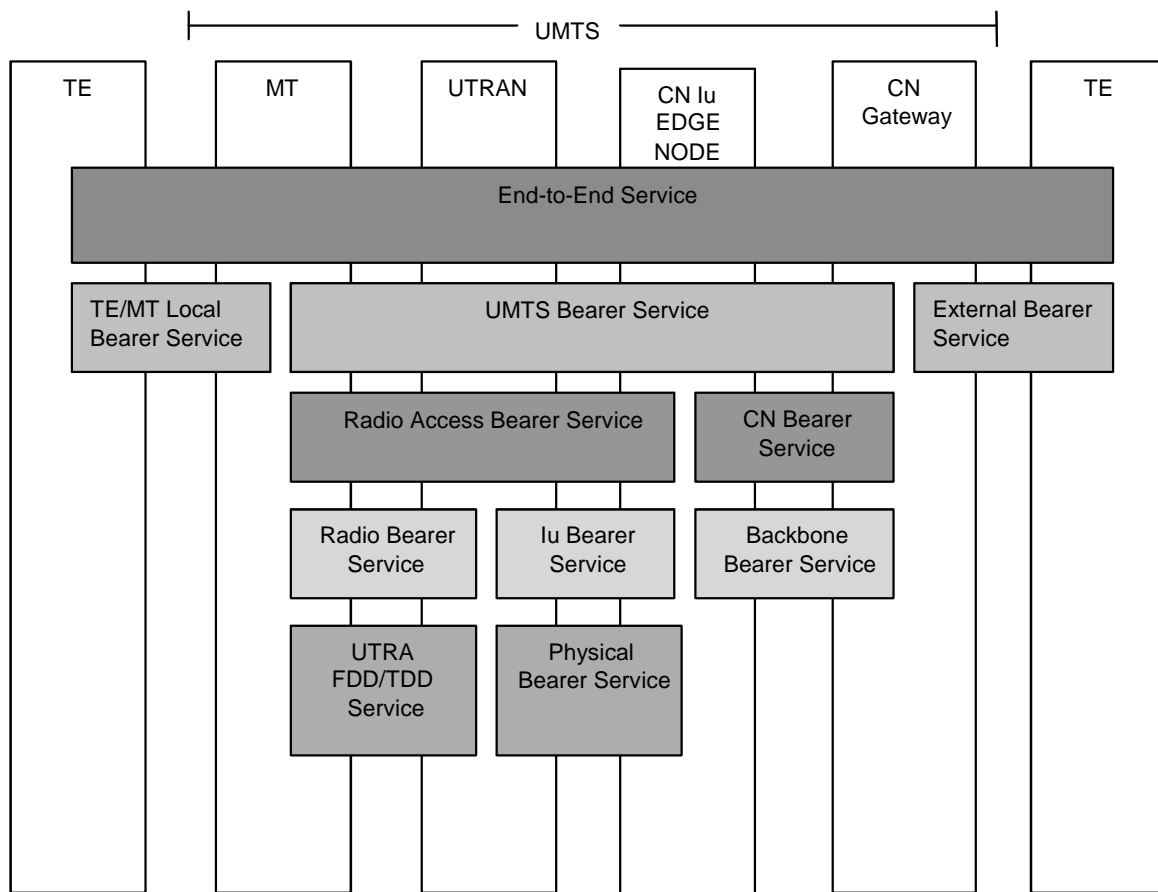 UMTS
TE
MT
UTRAN
CN Iu
EDGE
NODE
CN
Gateway
TE
End-to-End Service
TE/MT Local
Bearer Service
UMTS Bearer Service
External Bearer
Service
Radio Access Bearer Service
CN Bearer
Service
Radio Bearer
Service
Iu Bearer
Service
Backbone
Bearer Service
UTRA
FDD/TDD
Service
Physical
Bearer Service